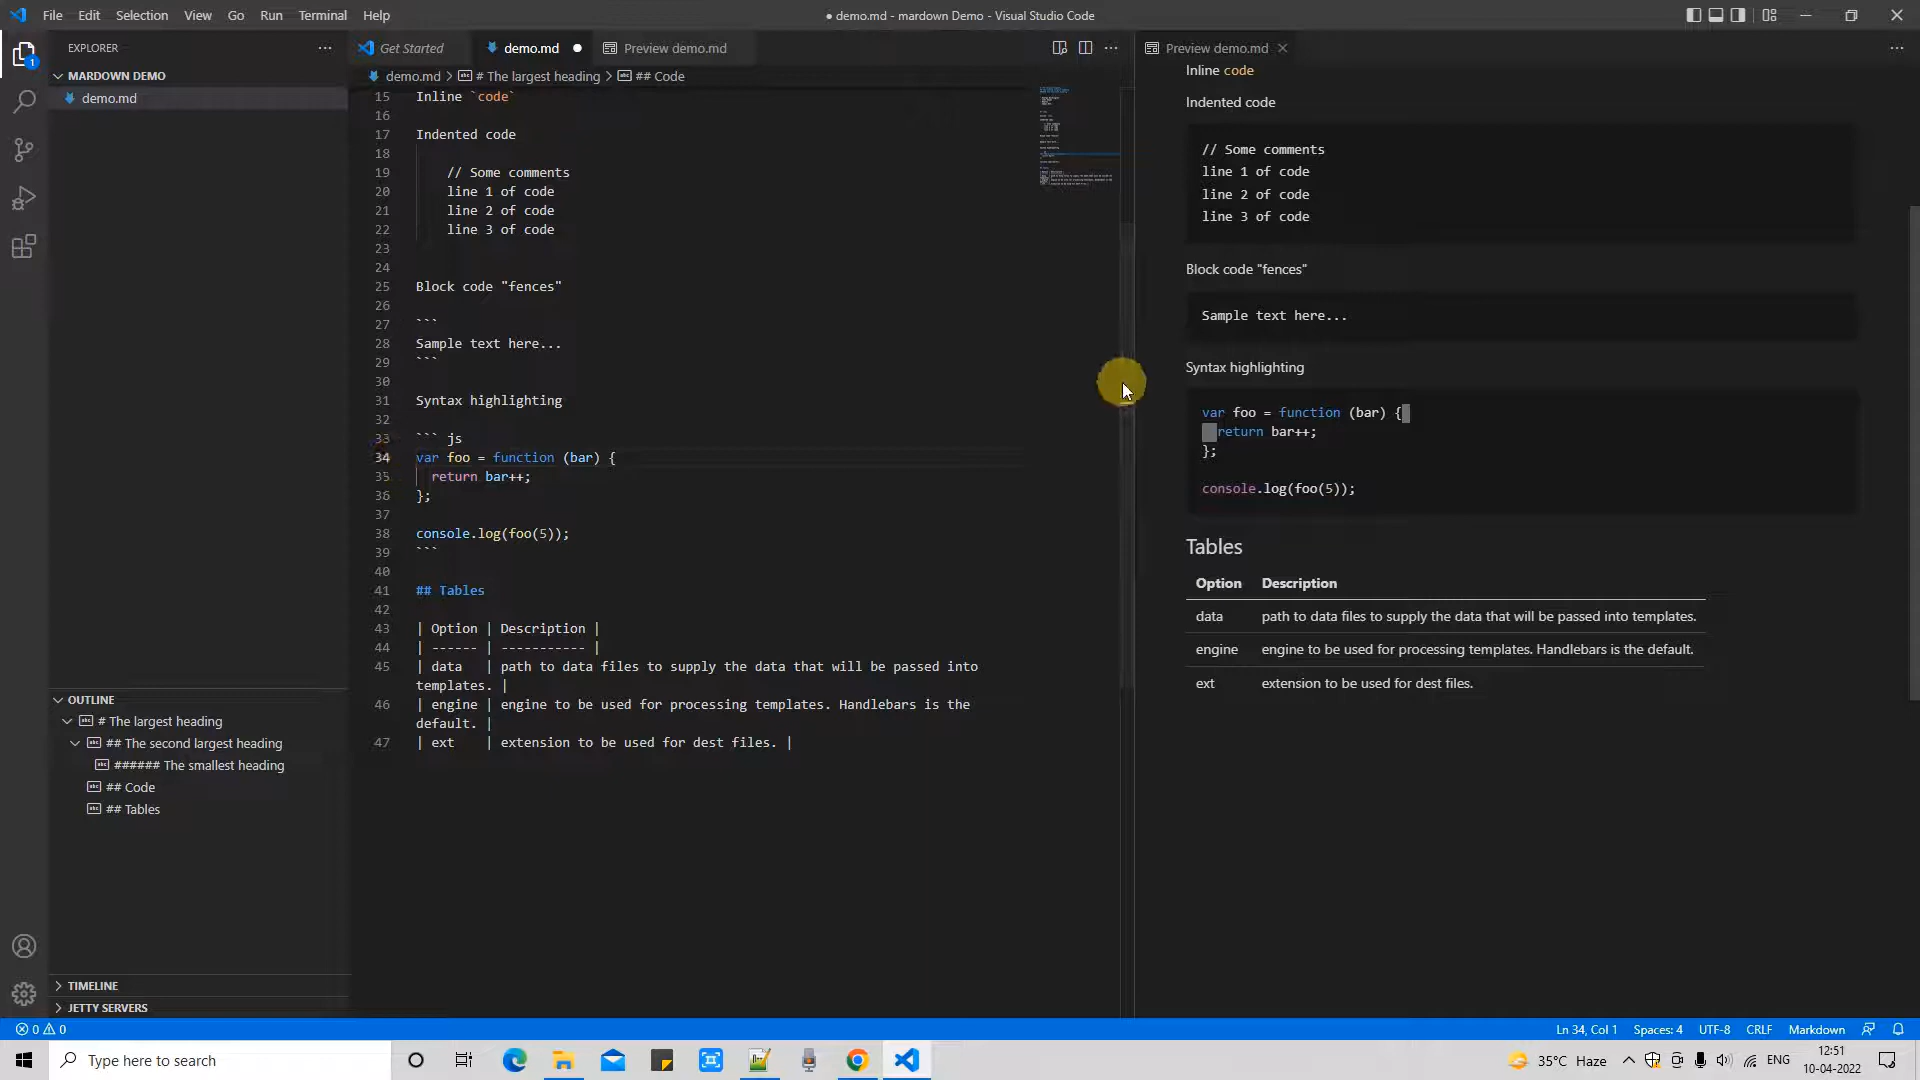 File Edit Selection View Go Run Terminal Help
● demo.md - mardown Demo - Visual Studio Code
EXPLORER
MARDOWN DEMO
demo.md
1
Get Started
demo.md
Preview demo.md
demo.md > # The largest heading > ## Code
15 Inline `code`
16
17 Indented code
18
19 // Some comments
20 line 1 of code
21 line 2 of code
22 line 3 of code
23
24
25 Block code "fences"
26
27 ```
28 Sample text here...
29 ```
30
31 Syntax highlighting
32
33 ``` js
34 var foo = function (bar) {
35 return bar++;
36 };
37
38 console.log(foo(5));
39 ```
40
41 ## Tables
42
43 | Option | Description |
44 | ------ | ----------- |
45 | data | path to data files to supply the data that will be passed into
templates. |
46 | engine | engine to be used for processing templates. Handlebars is the
default. |
47 | ext | extension to be used for dest files. |
Preview demo.md
Inline code
Indented code
// Some comments
line 1 of code
line 2 of code
line 3 of code
Block code "fences"
Sample text here...
Syntax highlighting
var foo = function (bar) {
return bar++;
};
console.log(foo(5));
Tables
Option Description
data path to data files to supply the data that will be passed into templates.
engine engine to be used for processing templates. Handlebars is the default.
ext extension to be used for dest files.
OUTLINE
# The largest heading
## The second largest heading
###### The smallest heading
## Code
## Tables
TIMELINE
JETTY SERVERS
0 0
Ln 34, Col 1 Spaces: 4 UTF-8 CRLF Markdown
Type here to search
35°C Haze
ENG
12:51
10-04-2022